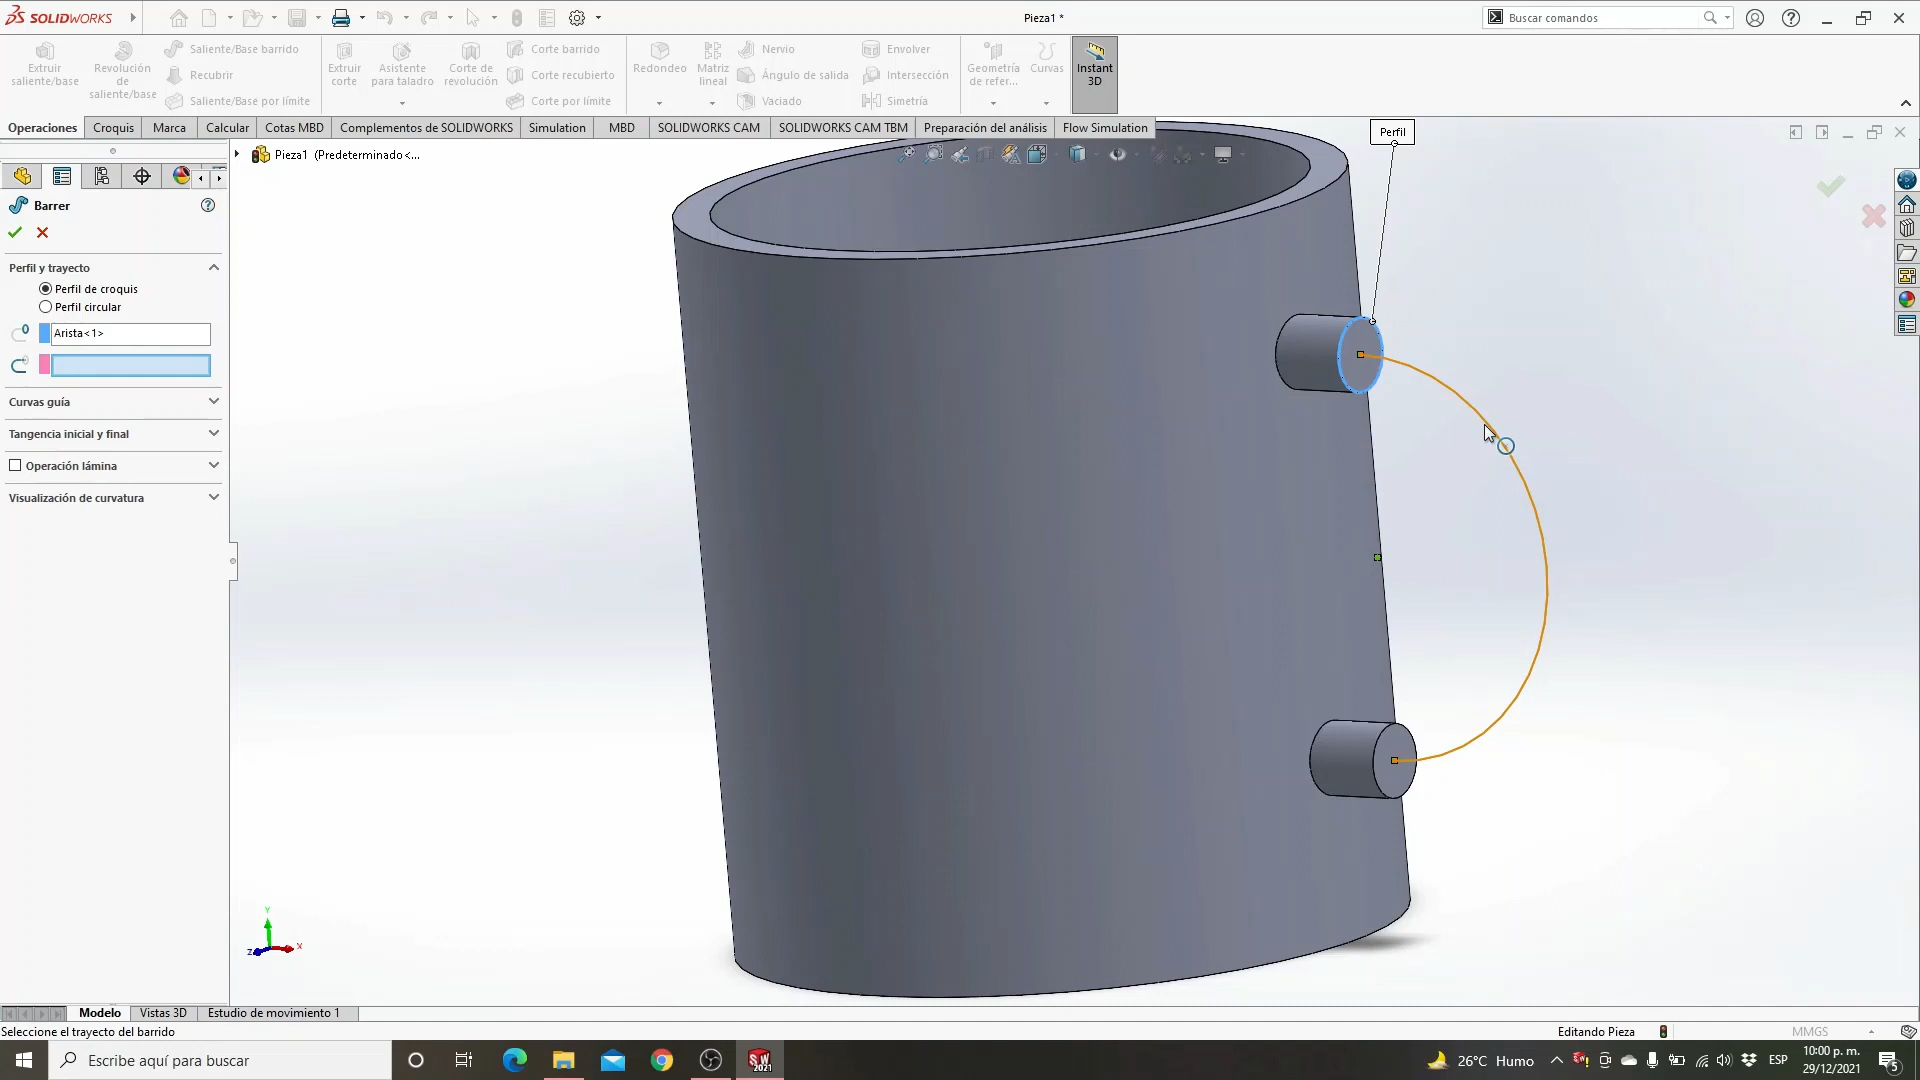 SOLIDWORKS
Pieza1 *
Buscar comandos
Extruir saliente/base
Revolución de saliente/base
Saliente/Base barrido
Recubrir
Saliente/Base por límite
Extruir corte
Asistente para taladro
Corte de revolución
Corte barrido
Corte recubierto
Corte por límite
Redondeo
Matriz lineal
Nervio
Ángulo de salida
Vaciado
Envolver
Intersección
Simetría
Geometría de refer...
Curvas
Instant 3D
Operaciones
Croquis
Marca
Calcular
Cotas MBD
Complementos de SOLIDWORKS
Simulation
MBD
SOLIDWORKS CAM
SOLIDWORKS CAM TBM
Preparación del análisis
Flow Simulation
Pieza1 (Predeterminado<...
Perfil
Barrer
Perfil y trayecto
Perfil de croquis
Perfil circular
Arista<1>
Curvas guía
Tangencia inicial y final
Operación lámina
Visualización de curvatura
Y
Z
X
Modelo
Vistas 3D
Estudio de movimiento 1
Seleccione el trayecto del barrido
Editando Pieza
MMGS
Escribe aquí para buscar
SW 2021
26°C Humo
ESP
10:00 p. m.
29/12/2021
5